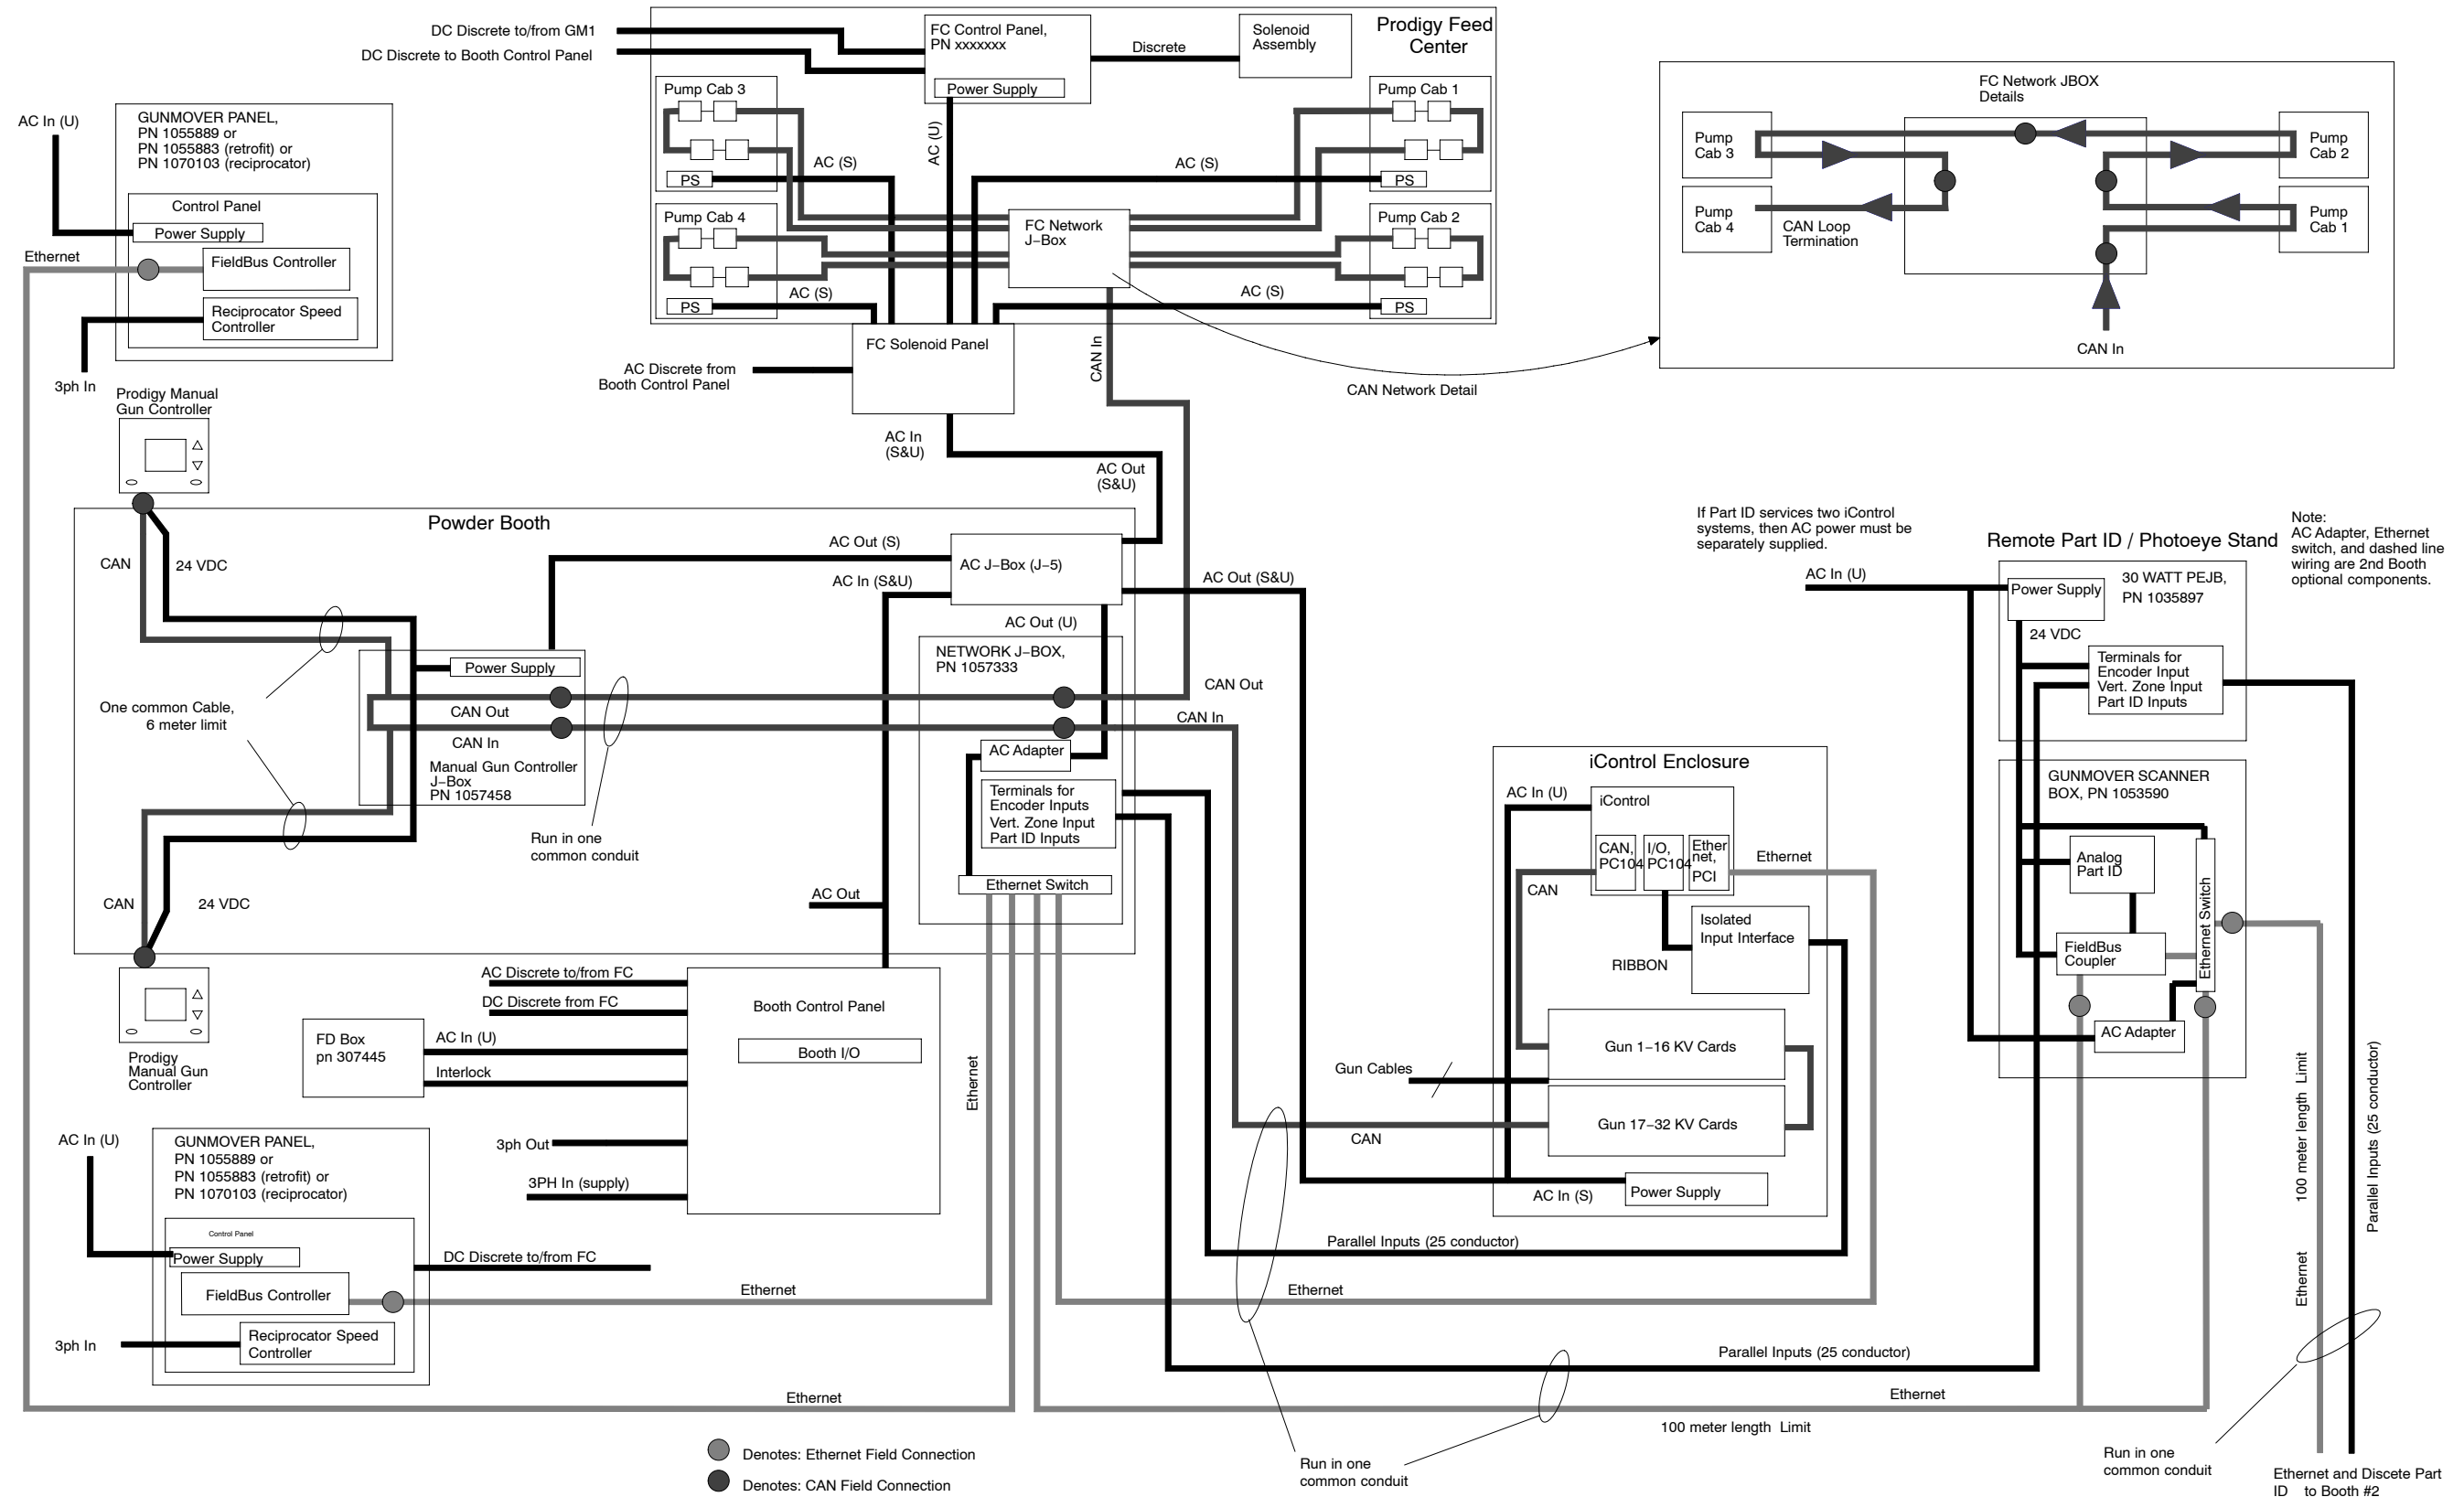 DC Discrete to/from GM1
DC Discrete to Booth Control Panel
FC Control Panel,
PN xxxxxxx
Power Supply
Discrete
Solenoid
Assembly
Prodigy Feed
Center
Pump Cab 3
PS
AC (S)
AC (U)
AC (S)
Pump Cab 1
PS
Pump Cab 4
PS
AC (S)
FC Network
J-Box
AC (S)
Pump Cab 2
PS
FC Solenoid Panel
AC Discrete from
Booth Control Panel
CAN In
CAN Network Detail
AC In
(S&U)
AC Out
(S&U)
FC Network JBOX
Details
Pump
Cab 3
Pump
Cab 4
CAN Loop
Termination
Pump
Cab 2
Pump
Cab 1
CAN In
AC In (U)
GUNMOVER PANEL,
PN 1055889 or
PN 1055883 (retrofit) or
PN 1070103 (reciprocator)
Control Panel
Power Supply
Ethernet
FieldBus Controller
Reciprocator Speed
Controller
3ph In
Prodigy Manual
Gun Controller
Powder Booth
CAN
24 VDC
AC Out (S)
AC In (S&U)
AC J-Box (J-5)
AC Out (S&U)
AC Out (U)
Power Supply
CAN Out
CAN In
Manual Gun Controller
J-Box
PN 1057458
One common Cable,
6 meter limit
Run in one
common conduit
NETWORK J-BOX,
PN 1057333
CAN Out
CAN In
AC Adapter
Terminals for
Encoder Inputs
Vert. Zone Input
Part ID Inputs
Ethernet Switch
AC Out
CAN
24 VDC
Prodigy
Manual Gun
Controller
AC Discrete to/from FC
DC Discrete from FC
FD Box
pn 307445
AC In (U)
Interlock
3ph Out
3PH In (supply)
Booth Control Panel
Booth I/O
Ethernet
AC In (U)
GUNMOVER PANEL,
PN 1055889 or
PN 1055883 (retrofit) or
PN 1070103 (reciprocator)
Control Panel
Power Supply
FieldBus Controller
Reciprocator Speed
Controller
3ph In
DC Discrete to/from FC
Ethernet
Ethernet
iControl Enclosure
AC In (U)
iControl
CAN,
PC104
I/O,
PC104
Ether
net,
PCI
Ethernet
CAN
Isolated
Input Interface
RIBBON
Gun 1-16 KV Cards
Gun Cables
Gun 17-32 KV Cards
CAN
AC In (S)
Power Supply
Parallel Inputs (25 conductor)
Ethernet
Parallel Inputs (25 conductor)
Ethernet
100 meter length Limit
Run in one
common conduit
If Part ID services two iControl
systems, then AC power must be
separately supplied.
AC In (U)
Remote Part ID / Photoeye Stand
Note:
AC Adapter, Ethernet
switch, and dashed line
wiring are 2nd Booth
optional components.
Power Supply
30 WATT PEJB,
PN 1035897
24 VDC
Terminals for
Encoder Input
Vert. Zone Input
Part ID Inputs
GUNMOVER SCANNER
BOX, PN 1053590
Analog
Part ID
FieldBus
Coupler
Ethernet Switch
AC Adapter
Ethernet
100 meter length Limit
Parallel Inputs (25 conductor)
Run in one
common conduit
Ethernet and Discete Part
ID to Booth #2
Denotes: Ethernet Field Connection
Denotes: CAN Field Connection